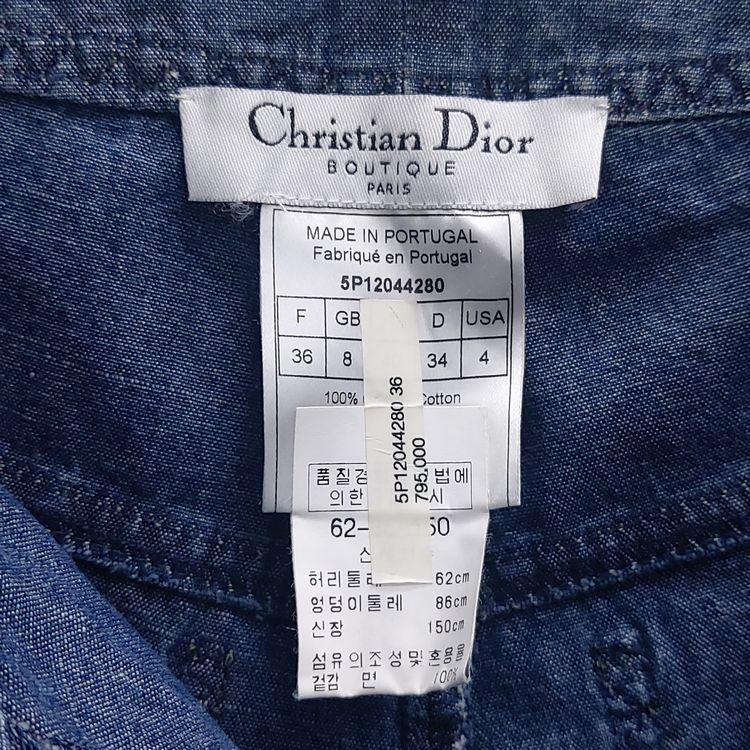 Christian Dior
BOUTIQUE
PARIS
MADE IN PORTUGAL
Fabriqué en Portugal
5P12044280
F GB D USA
36 8 34 4
100% Cotton
5P12044280 36
795,000
품질경 법에
의한 시
62- 50
허리둘레 62cm
엉덩이둘레 86cm
신장 150cm
섬유의조성및혼용율
겉감 면 100%